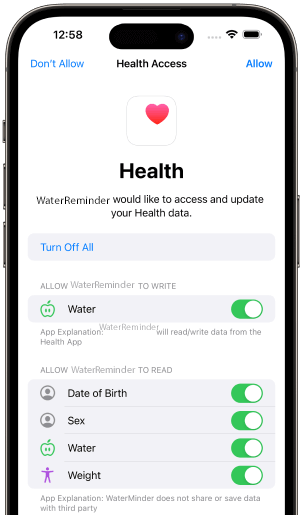 12:58
Don't Allow Health Access Allow
Health
WaterReminder would like to access and update
your Health data.
Turn Off All
ALLOW WaterReminder TO WRITE
Water
App Explanation: WaterReminder will read/write data from the
Health App
ALLOW WaterReminder TO READ
Date of Birth
Sex
Water
Weight
App Explanation: WaterMinder does not share or save data
with third party